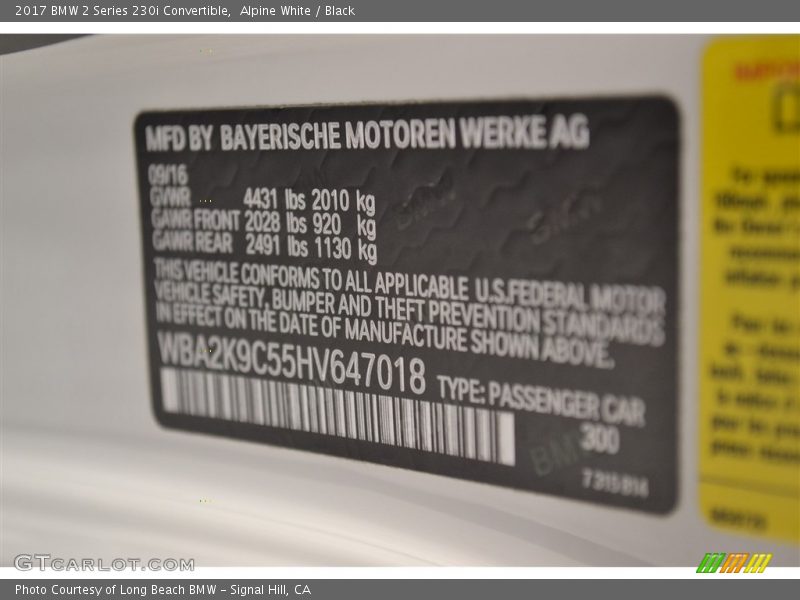 2017 BMW 2 Series 230i Convertible,  Alpine White / Black
MFD BY BAYERISCHE MOTOREN WERKE AG
09/16
GVWR 4431 lbs 2010 kg
GAWR FRONT 2028 lbs 920 kg
GAWR REAR 2491 lbs 1130 kg
THIS VEHICLE CONFORMS TO ALL APPLICABLE U.S.FEDERAL MOTOR
VEHICLE SAFETY, BUMPER AND THEFT PREVENTION STANDARDS
IN EFFECT ON THE DATE OF MANUFACTURE SHOWN ABOVE.
WBA2K9C55HV647018 TYPE: PASSENGER CAR
300
7 315 814
GTCARLOT.COM
Photo Courtesy of Long Beach BMW – Signal Hill, CA